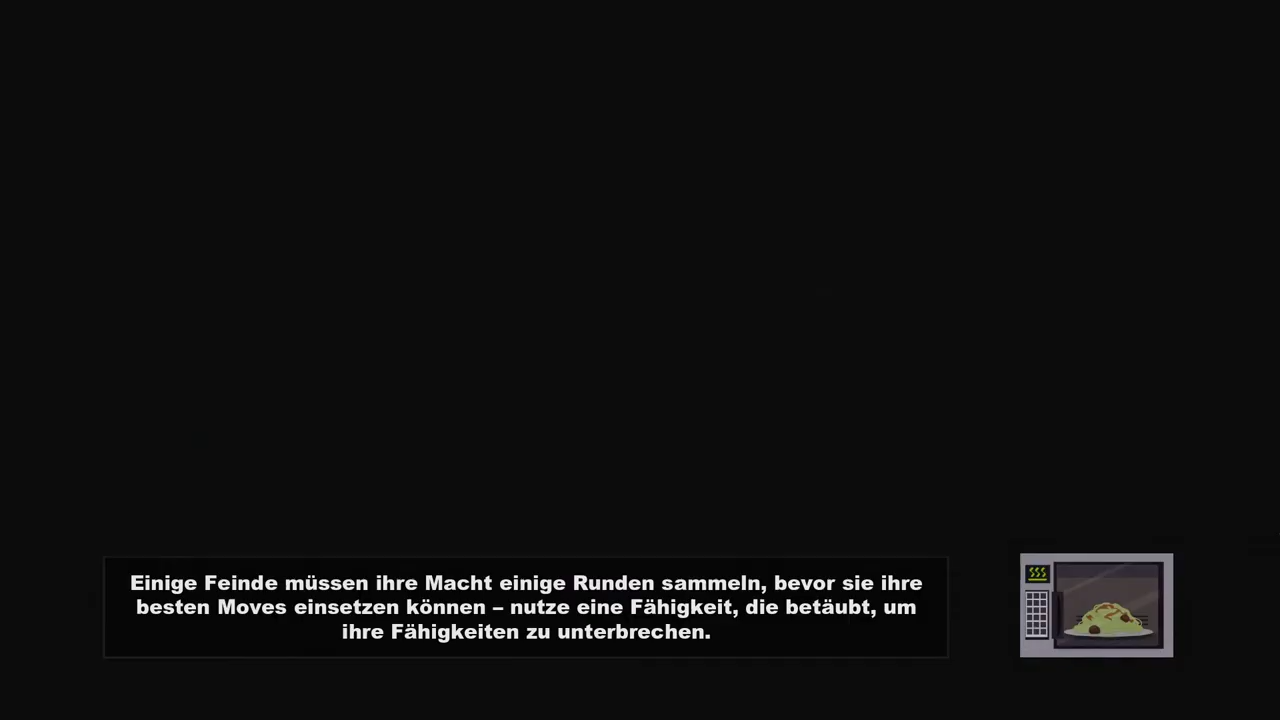 Einige Feinde müssen ihre Macht einige Runden sammeln, bevor sie ihre
besten Moves einsetzen können – nutze eine Fähigkeit, die betäubt, um
ihre Fähigkeiten zu unterbrechen.